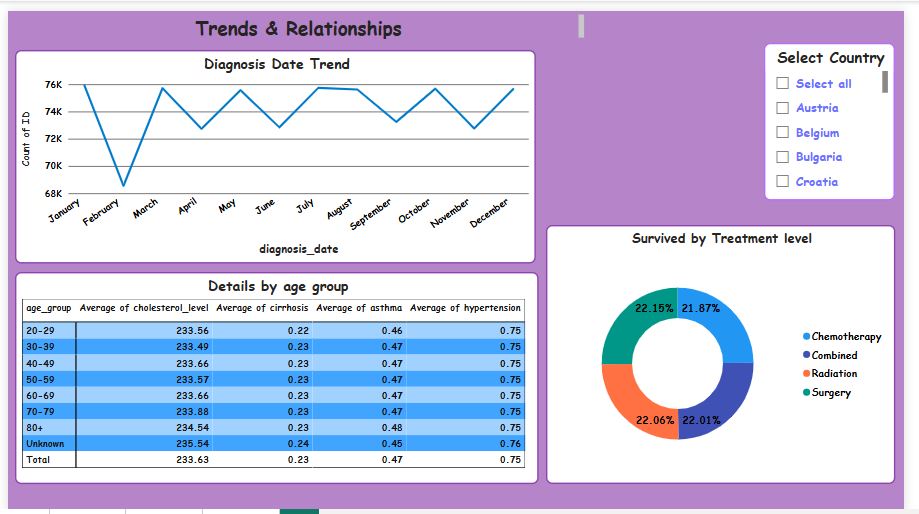 Trends & Relationships
Diagnosis Date Trend
76K
74K
72K
70K
68K
Count of ID
January February March April May June July August September October November December
diagnosis_date
Select Country
Select all
Austria
Belgium
Bulgaria
Croatia
Details by age group
age_group Average of cholesterol_level Average of cirrhosis Average of asthma Average of hypertension
20-29 233.56 0.22 0.46 0.75
30-39 233.49 0.23 0.47 0.75
40-49 233.66 0.23 0.47 0.75
50-59 233.57 0.23 0.47 0.75
60-69 233.66 0.23 0.47 0.75
70-79 233.88 0.23 0.47 0.75
80+ 234.54 0.23 0.48 0.75
Unknown 235.54 0.24 0.45 0.76
Total 233.63 0.23 0.47 0.75
Survived by Treatment level
22.15% 21.87%
22.06% 22.01%
Chemotherapy
Combined
Radiation
Surgery